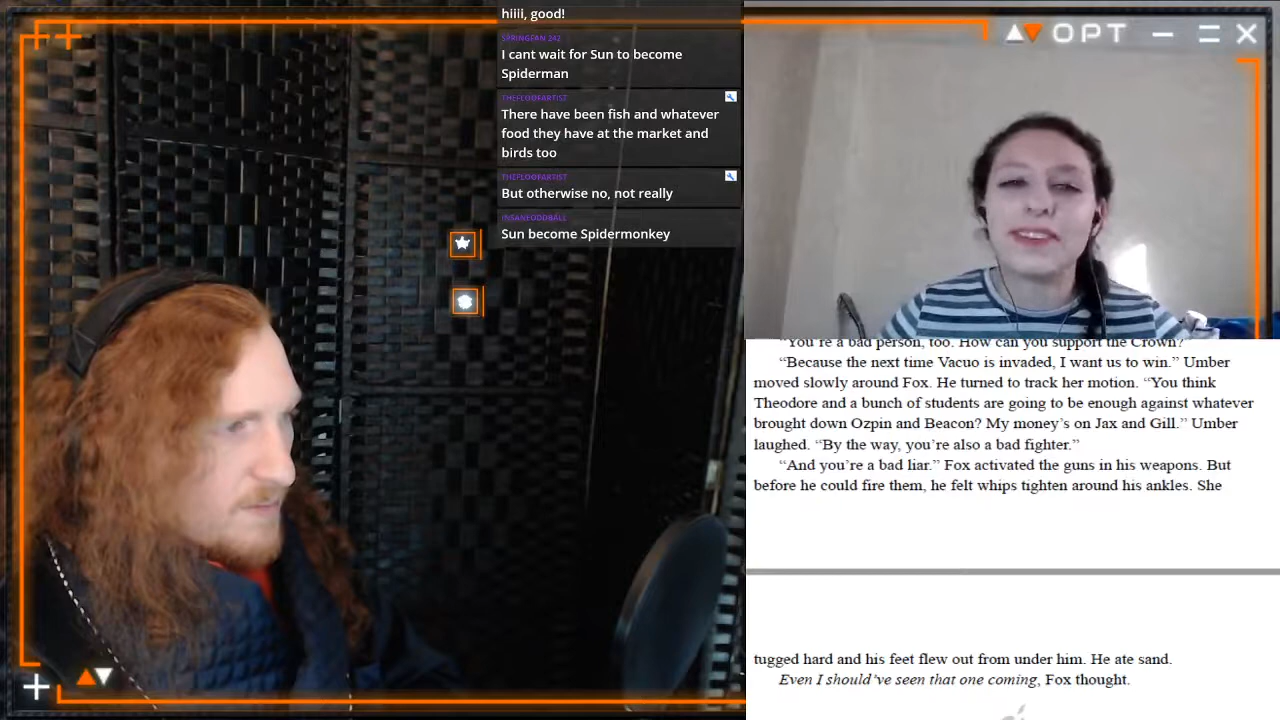 hiiii, good!
SPRINGFAN 242
I cant wait for Sun to become
Spiderman
THEFLOOFARTIST
There have been fish and whatever
food they have at the market and
birds too
THEFLOOFARTIST
But otherwise no, not really
INSANEODDBALL
Sun become Spidermonkey
OPT
“You’re a bad person, too. How can you support the Crown?”
“Because the next time Vacuo is invaded, I want us to win.” Umber
moved slowly around Fox. He turned to track her motion. “You think
Theodore and a bunch of students are going to be enough against whatever
brought down Ozpin and Beacon? My money’s on Jax and Gill.” Umber
laughed. “By the way, you’re also a bad fighter.”
“And you’re a bad liar.” Fox activated the guns in his weapons. But
before he could fire them, he felt whips tighten around his ankles. She
tugged hard and his feet flew out from under him. He ate sand.
Even I should’ve seen that one coming, Fox thought.